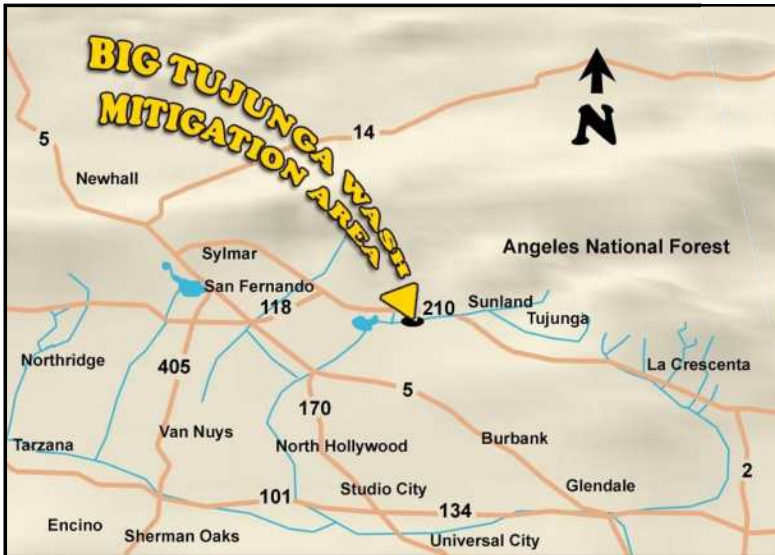 BIG TUJUNGA WASH
MITIGATION AREA
N
14
5
Newhall
Sylmar
Angeles National Forest
San Fernando
118
210
Sunland
Tujunga
Northridge
405
La Crescenta
5
170
Van Nuys
North Hollywood
Burbank
Tarzana
2
101
Studio City
134
Glendale
Encino
Sherman Oaks
Universal City